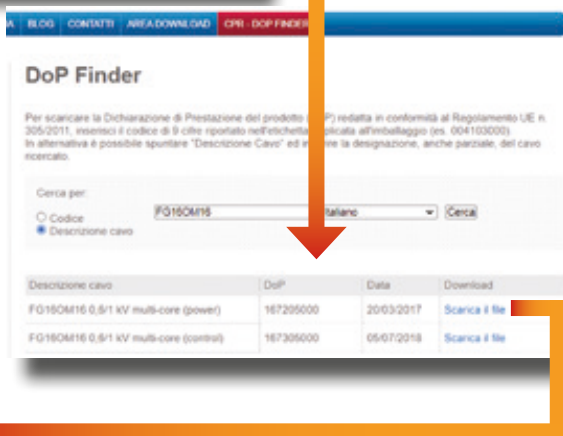 BLOG CONTATTI AREA DOWNLOAD CPR - DOP FINDER
DoP Finder
Per scaricare la Dichiarazione di Prestazione del prodotto P) redatta in conformità al Regolamento UE n.
305/2011, inserisci il codice di 9 cifre riportato nell'etichetta plicata all'imballaggio (es. 004103000).
In alternativa è possibile spuntare "Descrizione Cavo" ed in re la designazione, anche parziale, del cavo
ricercato.
Cerca per:
Codice
Descrizione cavo
FG16OM16 Italiano Cerca
Descrizione cavo DoP Data Download
FG16OM16 0,6/1 kV multi-core (power) 167205000 20/03/2017 Scarica il file
FG16OM16 0,6/1 kV multi-core (control) 167305000 05/07/2018 Scarica il file